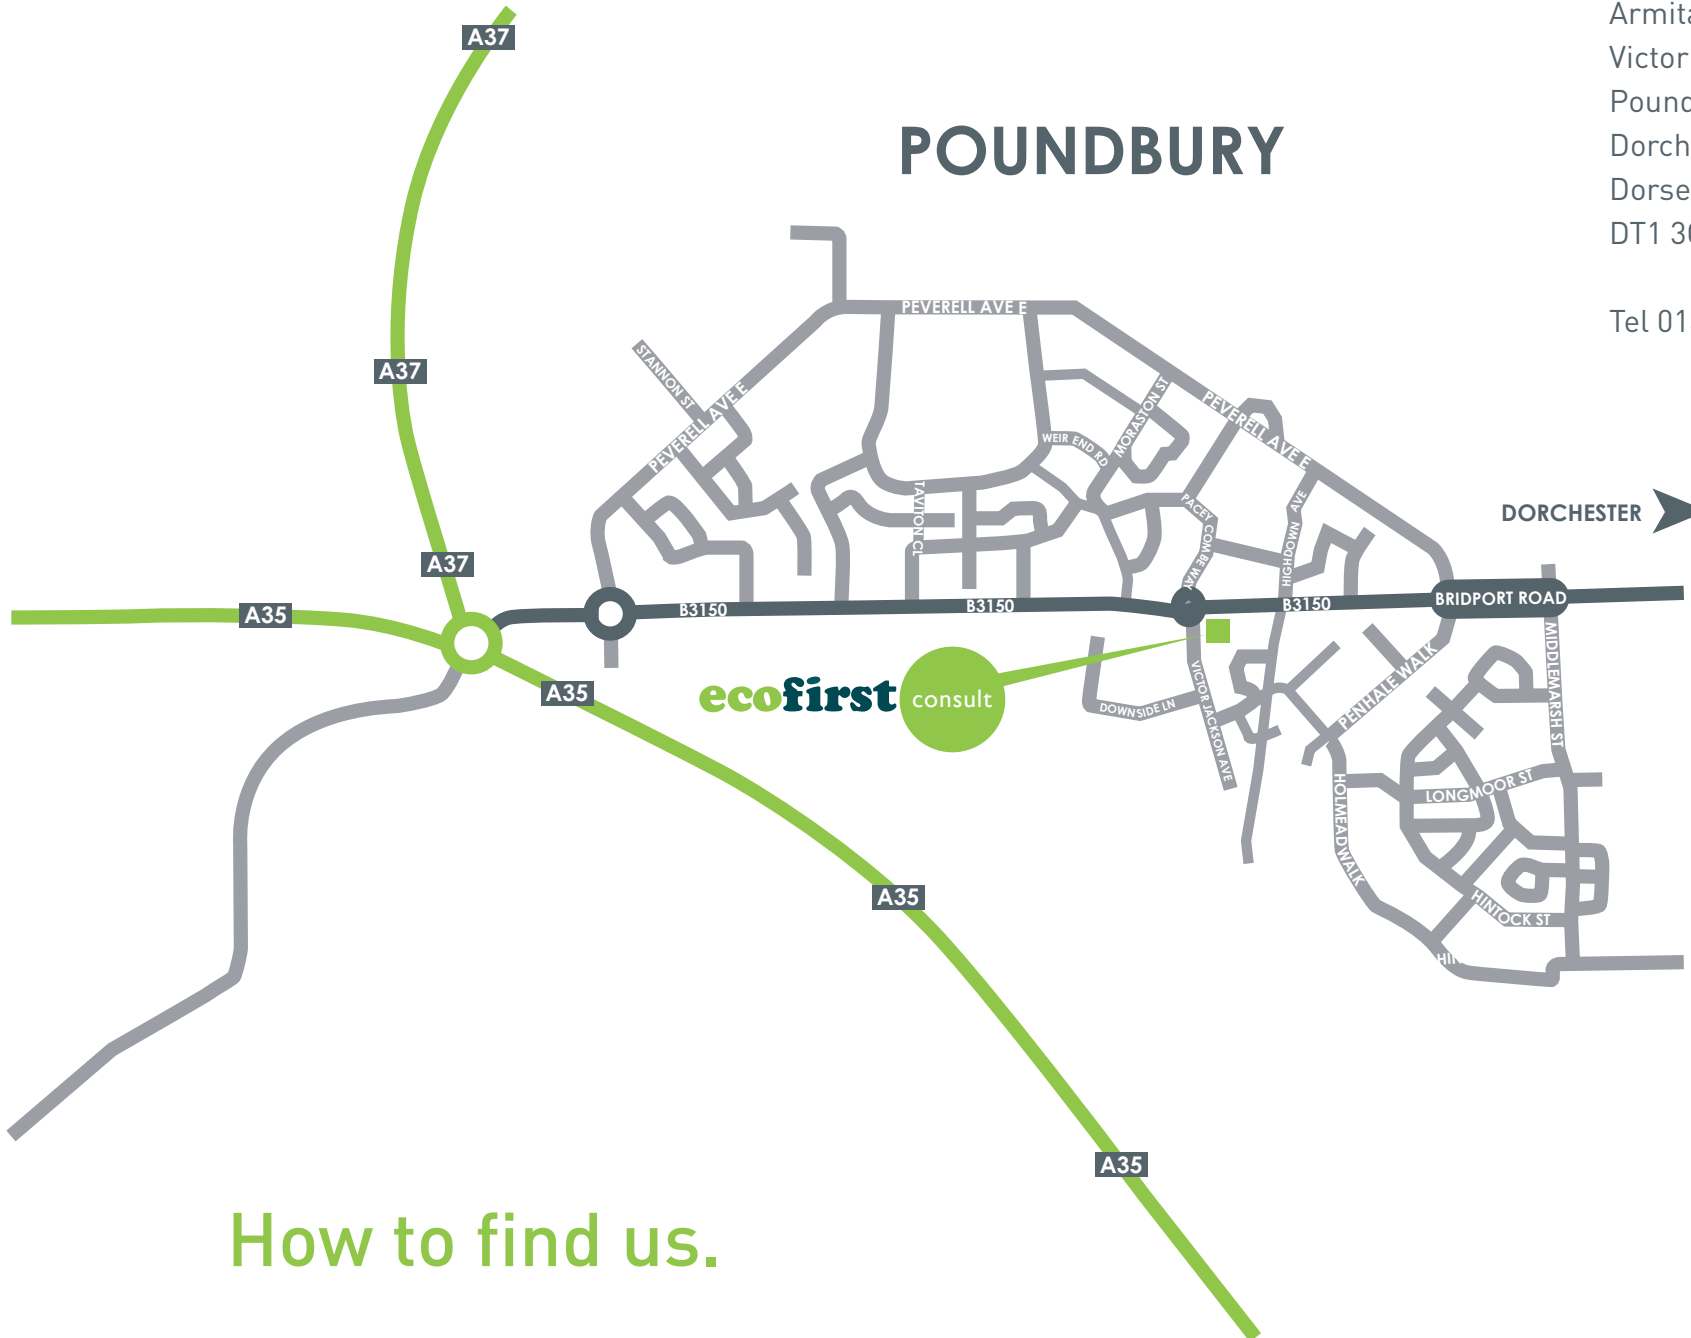 A37
Armita
Victor
POUNDBURY
Pound
Dorch
Dorse
DT1 3
Tel 01
PEVERELL AVE E
STANNON ST
A37
PEVERELL AVE E
MORASTON ST
PEVERELL AVE E
WEIR END RD
TAVITON CL
PACEY
COMBE WAY
HIGHDOWN AVE
DORCHESTER
A37
A35
B3150
B3150
B3150
BRIDPORT ROAD
MIDDLEMARSH ST
A35
ecofirst consult
DOWNSIDE LN
VICTOR JACKSON AVE
PENHALE WALK
HOLMEAD WALK
LONGMOOR ST
A35
HINTOCK ST
HIN
A35
How to find us.